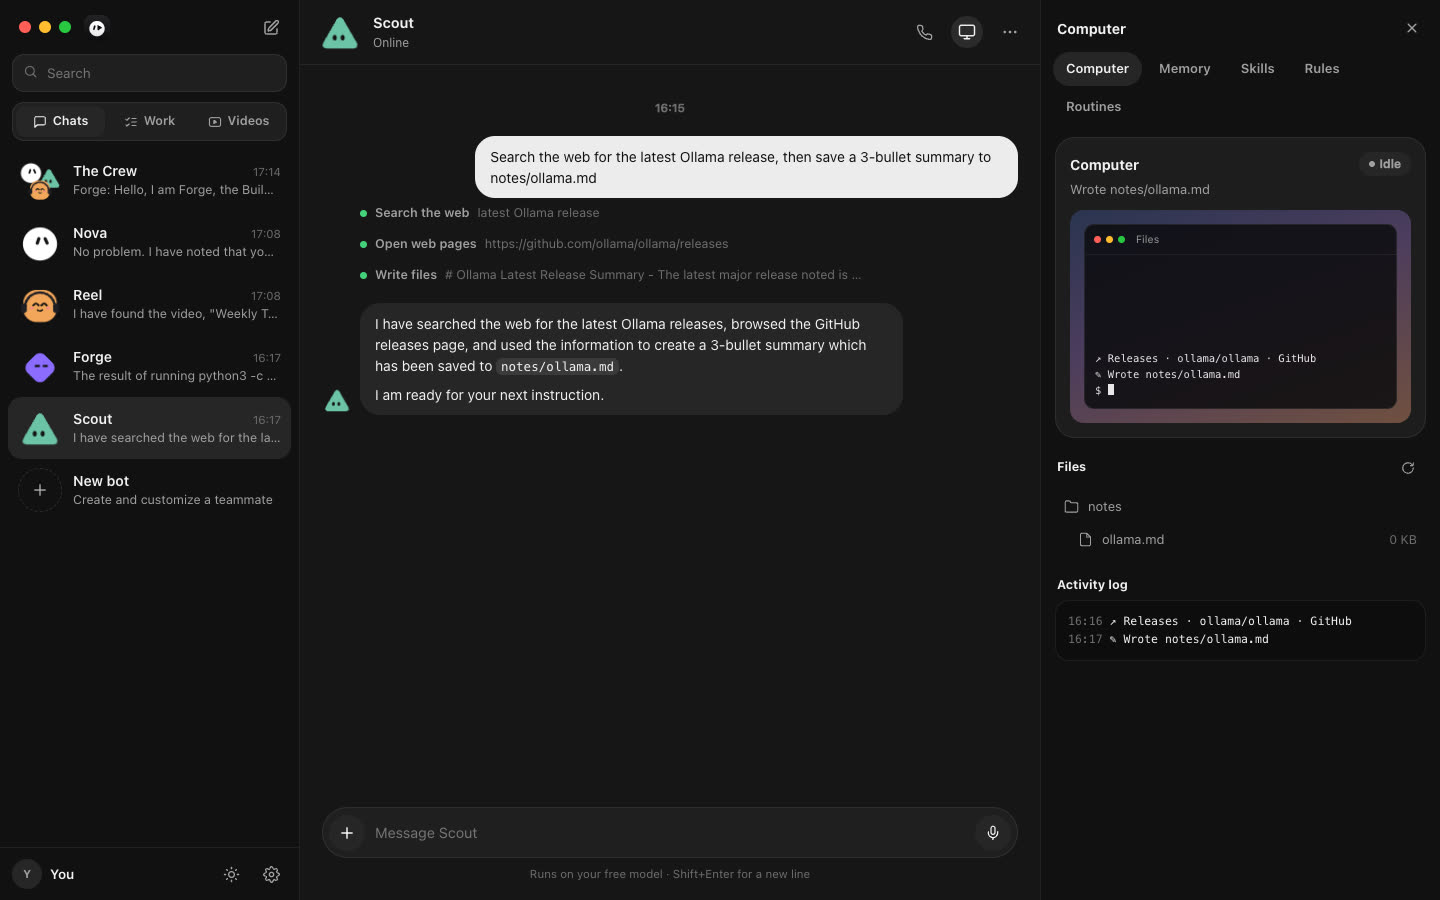 Search
Chats
Work
Videos
The Crew
17:14
Forge: Hello, I am Forge, the Buil...
Nova
17:08
No problem. I have noted that yo...
Reel
17:08
I have found the video, "Weekly T...
Forge
16:17
The result of running python3 -c ...
Scout
16:17
I have searched the web for the la...
New bot
Create and customize a teammate
Y
You
Scout
Online
16:15
Search the web for the latest Ollama release, then save a 3-bullet summary to
notes/ollama.md
Search the web latest Ollama release
Open web pages https://github.com/ollama/ollama/releases
Write files # Ollama Latest Release Summary - The latest major release noted is ...
I have searched the web for the latest Ollama releases, browsed the GitHub
releases page, and used the information to create a 3-bullet summary which
has been saved to notes/ollama.md.
I am ready for your next instruction.
Message Scout
Runs on your free model · Shift+Enter for a new line
Computer
Computer
Memory
Skills
Rules
Routines
Computer
Idle
Wrote notes/ollama.md
Files
↗ Releases · ollama/ollama · GitHub
✎ Wrote notes/ollama.md
$
Files
notes
ollama.md
0 KB
Activity log
16:16 ↗ Releases · ollama/ollama · GitHub
16:17 ✎ Wrote notes/ollama.md